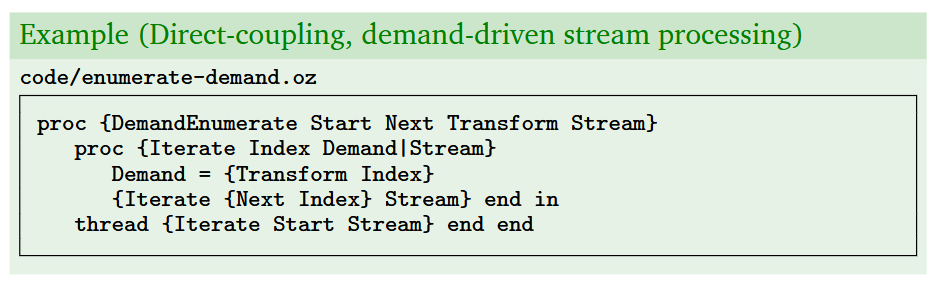 Example (Direct-coupling, demand-driven stream processing)
code/enumerate-demand.oz
proc {DemandEnumerate Start Next Transform Stream}
proc {Iterate Index Demand|Stream}
Demand = {Transform Index}
{Iterate {Next Index} Stream} end in
thread {Iterate Start Stream} end end